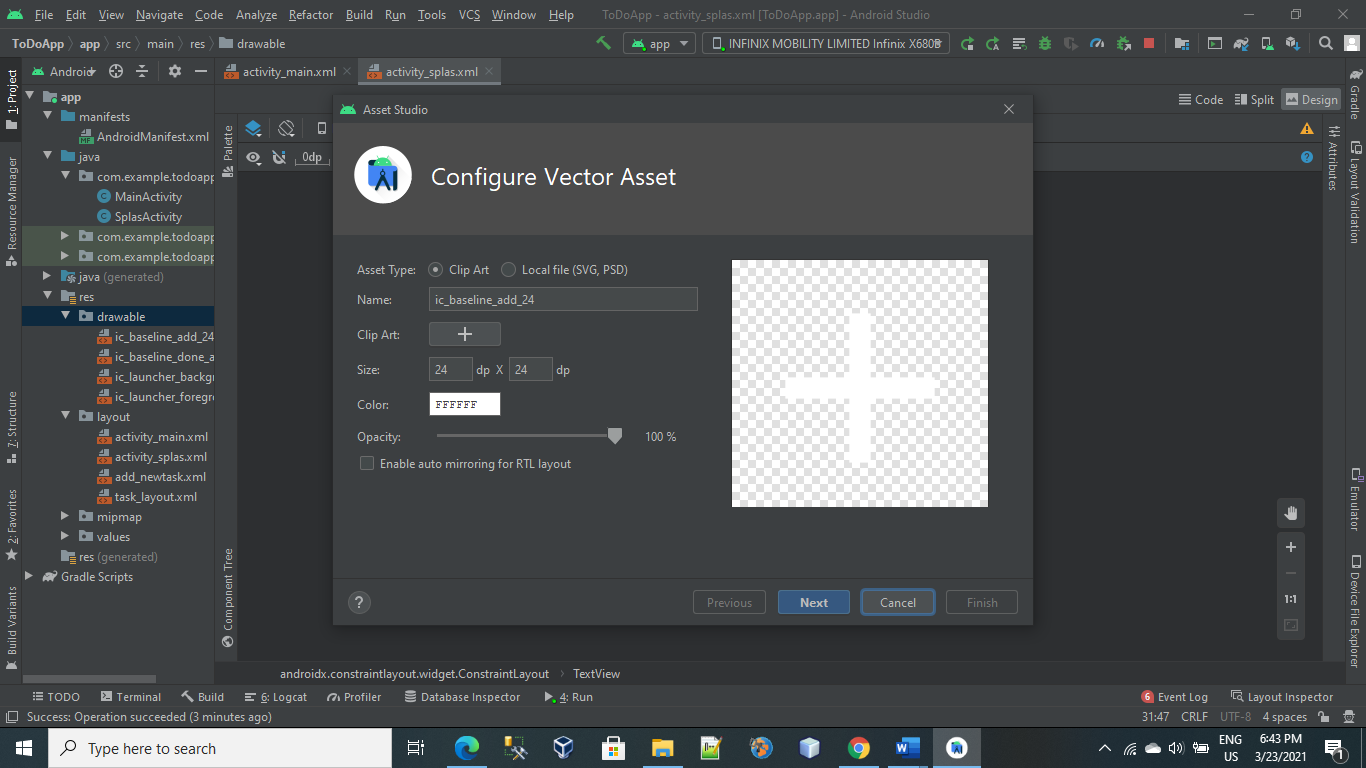 File Edit View Navigate Code Analyze Refactor Build Run Tools VCS Window Help ToDoApp - activity_splas.xml [ToDoApp.app] - Android Studio
ToDoApp app src main res drawable app INFINIX MOBILITY LIMITED Infinix X680B
Android activity_main.xml activity_splas.xml
1: Project
Resource Manager
7: Structure
2: Favorites
Build Variants
app
manifests
AndroidManifest.xml
java
com.example.todoapp
MainActivity
SplasActivity
com.example.todoapp
com.example.todoapp
java (generated)
res
drawable
ic_baseline_add_24
ic_baseline_done_a
ic_launcher_backgr
ic_launcher_foregro
layout
activity_main.xml
activity_splas.xml
add_newtask.xml
task_layout.xml
mipmap
values
res (generated)
Gradle Scripts
Palette
Component Tree
0dp
Code Split Design
Asset Studio
Configure Vector Asset
Asset Type: Clip Art Local file (SVG, PSD)
Name: ic_baseline_add_24
Clip Art:
Size: 24 dp X 24 dp
Color: FFFFFF
Opacity: 100 %
Enable auto mirroring for RTL layout
? Previous Next Cancel Finish
1:1
Attributes
Gradle
Layout Validation
Emulator
Device File Explorer
androidx.constraintlayout.widget.ConstraintLayout TextView
TODO Terminal Build 6: Logcat Profiler Database Inspector 4: Run 6 Event Log Layout Inspector
Success: Operation succeeded (3 minutes ago) 31:47 CRLF UTF-8 4 spaces
Type here to search
ENG 6:43 PM
US 3/23/2021
1